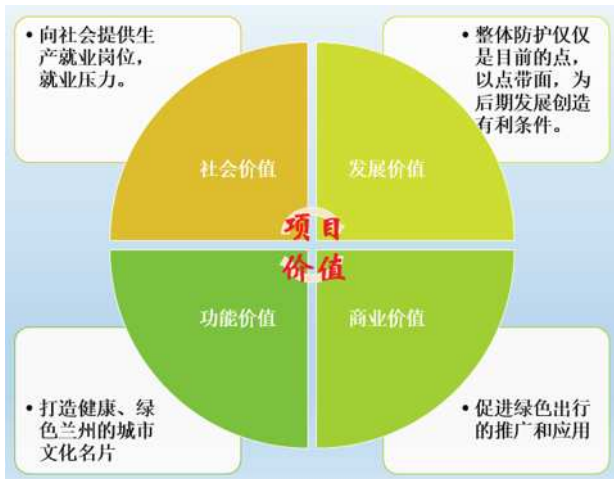 • 向社会提供生
产就业岗位，
就业压力。
• 整体防护仅仅
是目前的点，
以点带面，为
后期发展创造
有利条件。
社会价值
发展价值
项目
价值
功能价值
商业价值
• 打造健康、绿
色兰州的城市
文化名片
• 促进绿色出行
的推广和应用